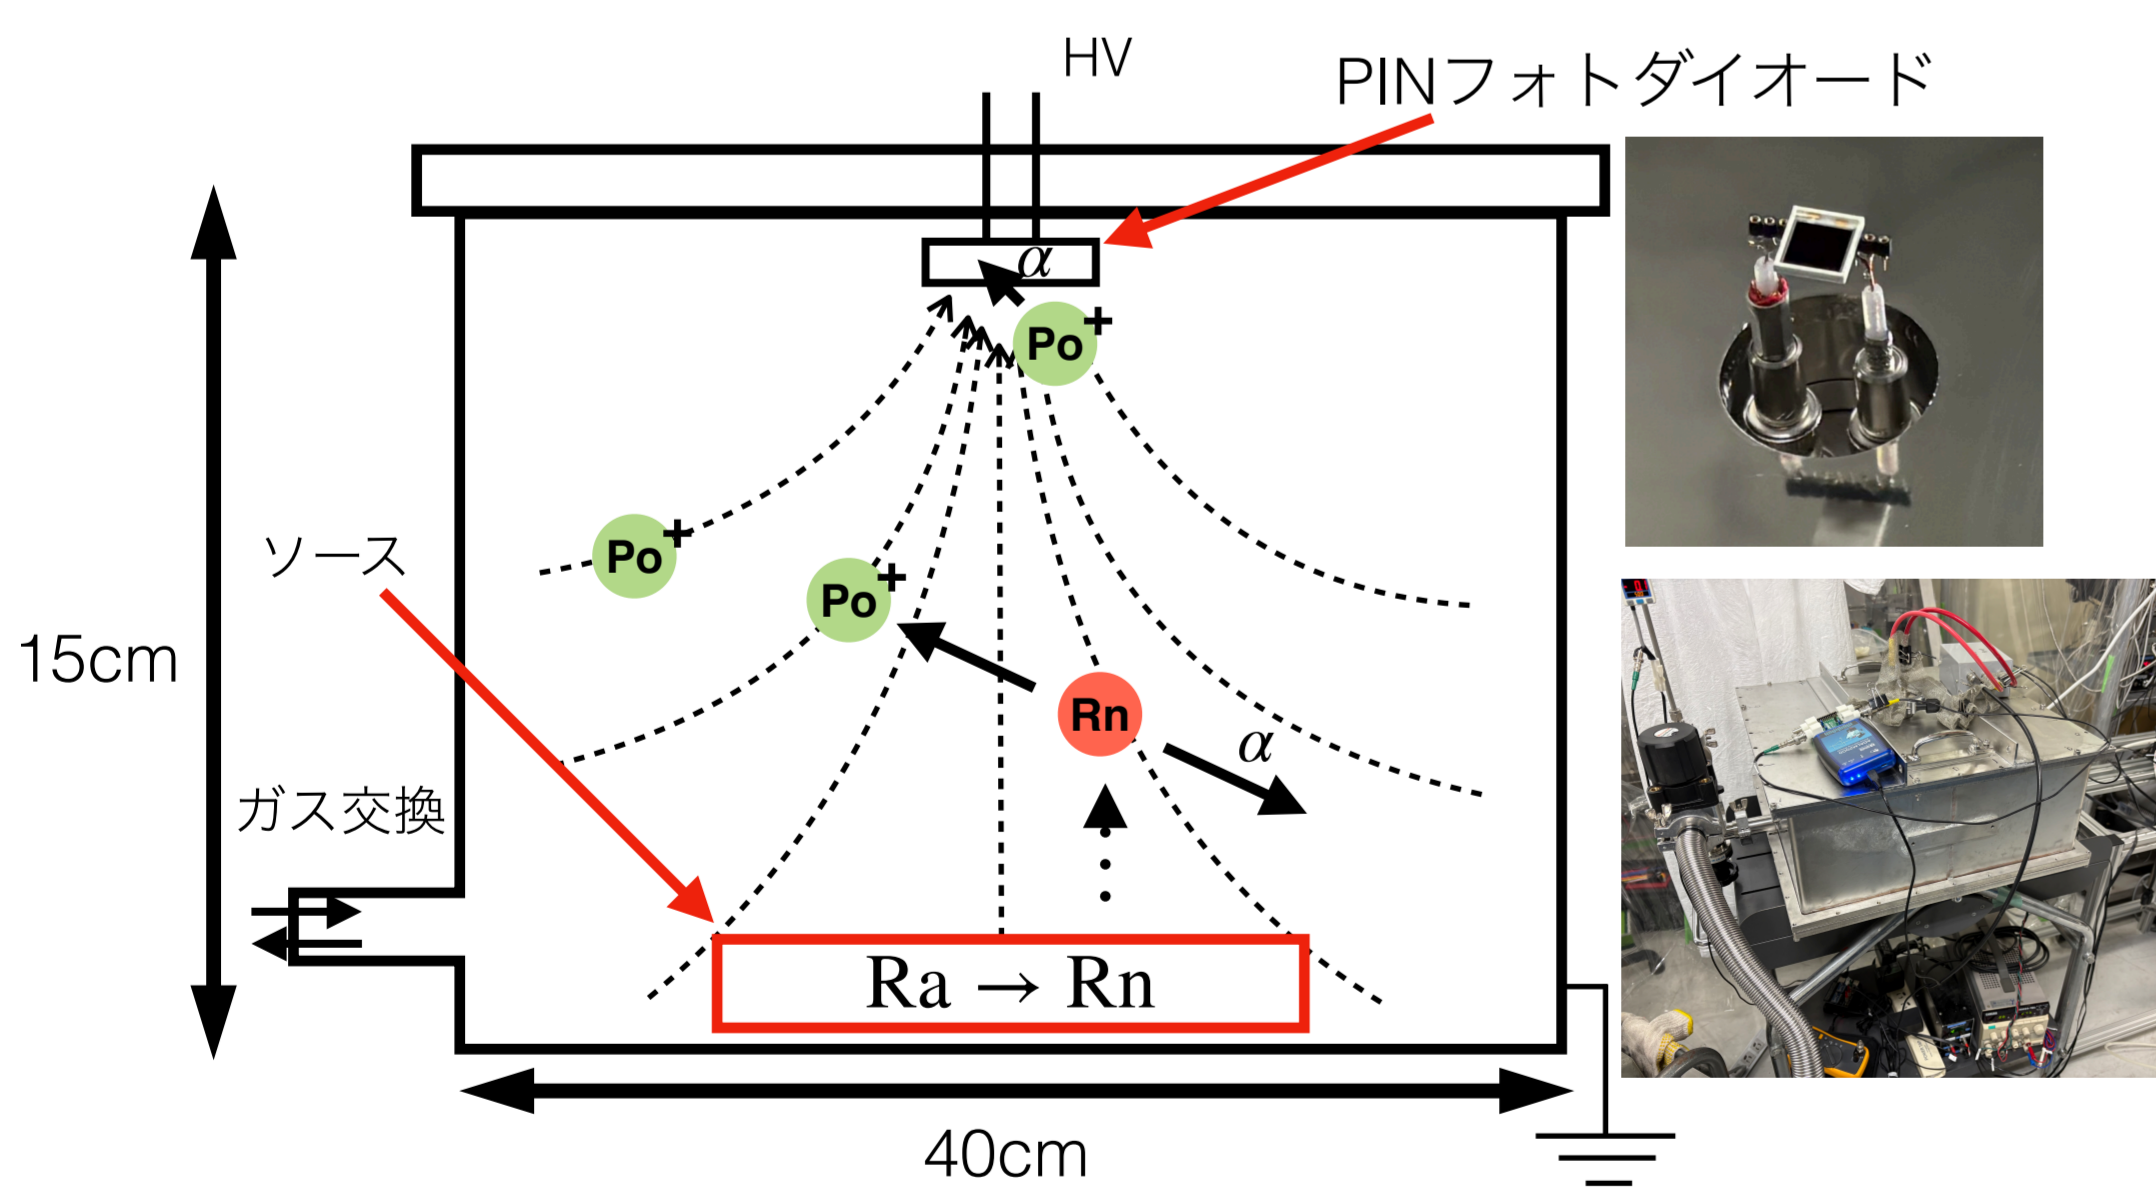 HV
PINフォトダイオード
α
Po+
Po+
ソース
Po+
15cm
Rn
α
ガス交換
Ra → Rn
40cm